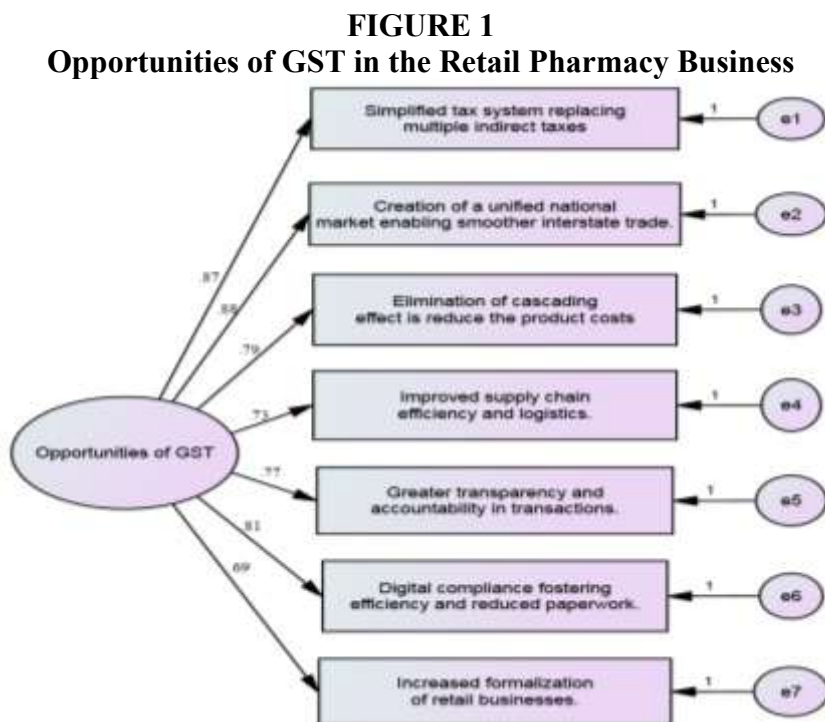 FIGURE 1
Opportunities of GST in the Retail Pharmacy Business
Simplified tax system replacing
multiple indirect taxes
1
e1
Creation of a unified national
market enabling smoother interstate trade.
1
e2
.87
.88
Elimination of cascading
effect is reduce the product costs
1
e3
.79
Improved supply chain
efficiency and logistics.
1
e4
.73
Opportunities of GST
.77
Greater transparency and
accountability in transactions.
1
e5
.81
Digital compliance fostering
efficiency and reduced paperwork.
1
e6
.69
Increased formalization
of retail businesses.
1
e7